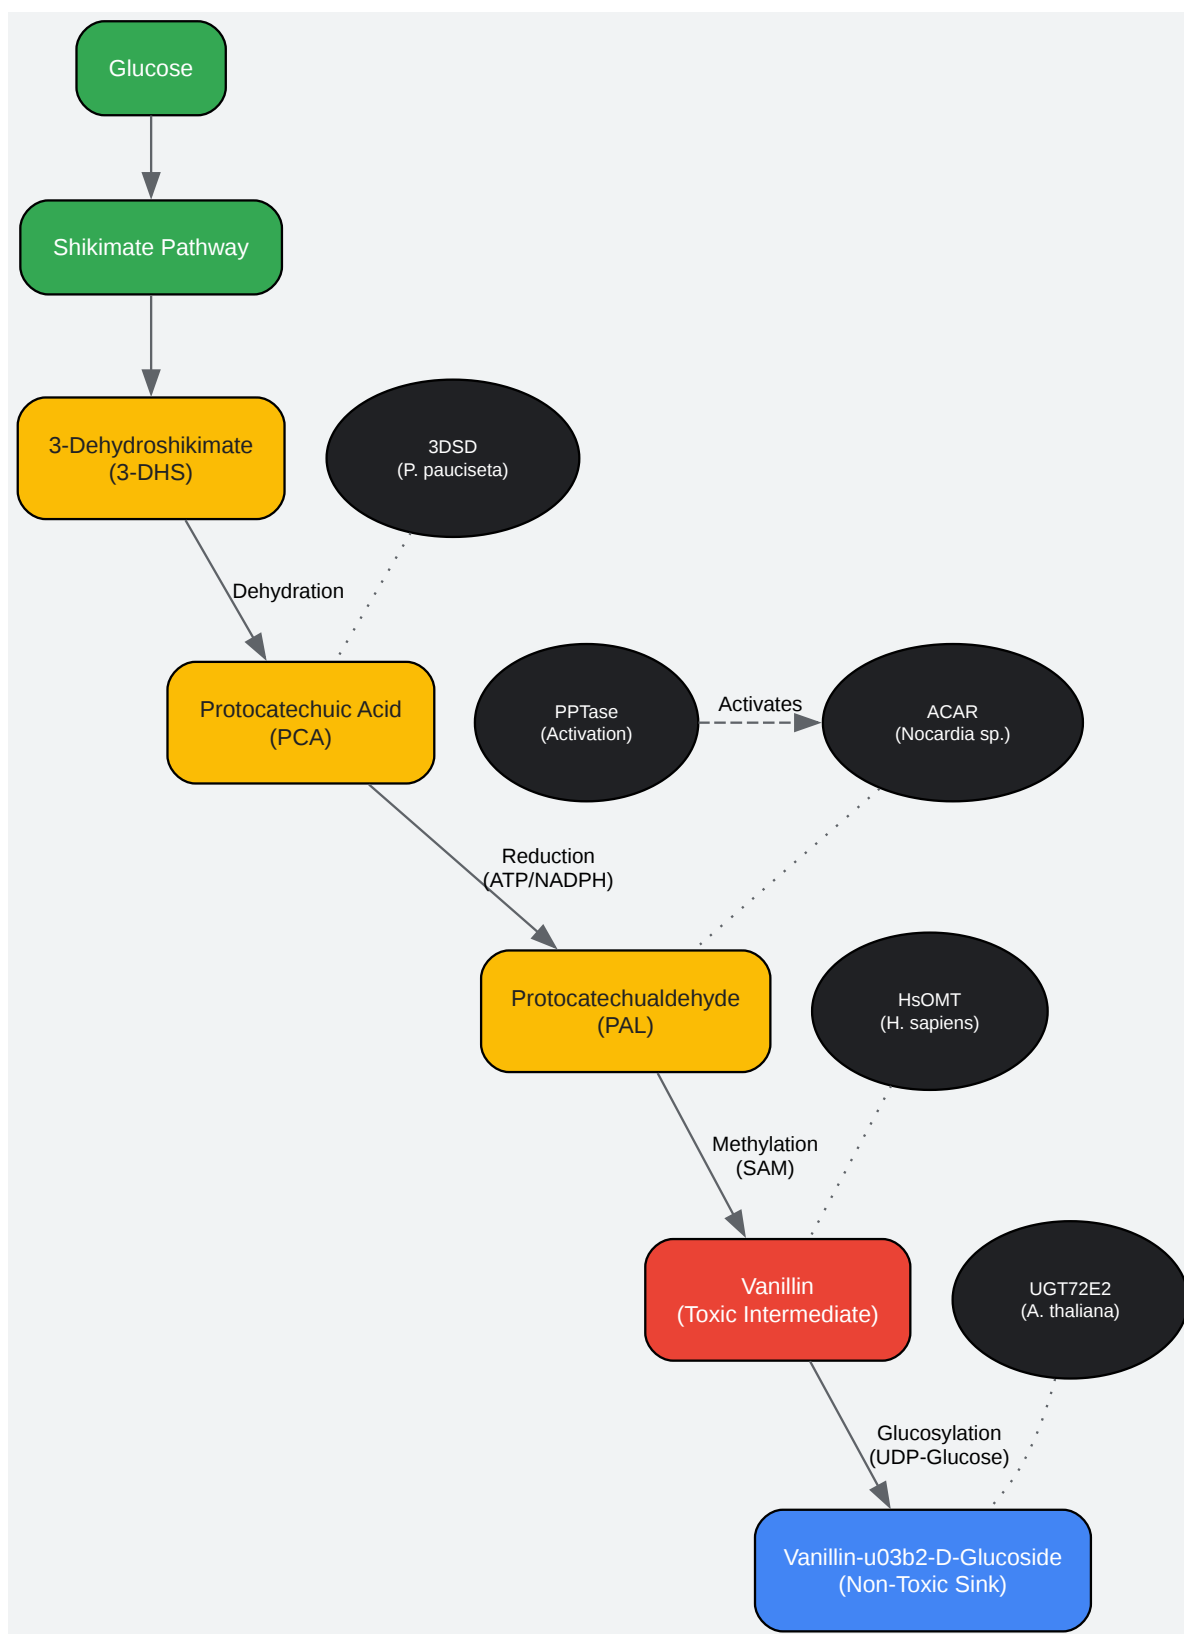 Glucose
Shikimate Pathway
3-Dehydroshikimate
(3-DHS)
3DSD
(P. pauciseta)
Dehydration
Protocatechuic Acid
(PCA)
PPTase
(Activation)
Activates
ACAR
(Nocardia sp.)
Reduction
(ATP/NADPH)
Protocatechualdehyde
(PAL)
HsOMT
(H. sapiens)
Methylation
(SAM)
Vanillin
(Toxic Intermediate)
UGT72E2
(A. thaliana)
Glucosylation
(UDP-Glucose)
Vanillin-u03b2-D-Glucoside
(Non-Toxic Sink)